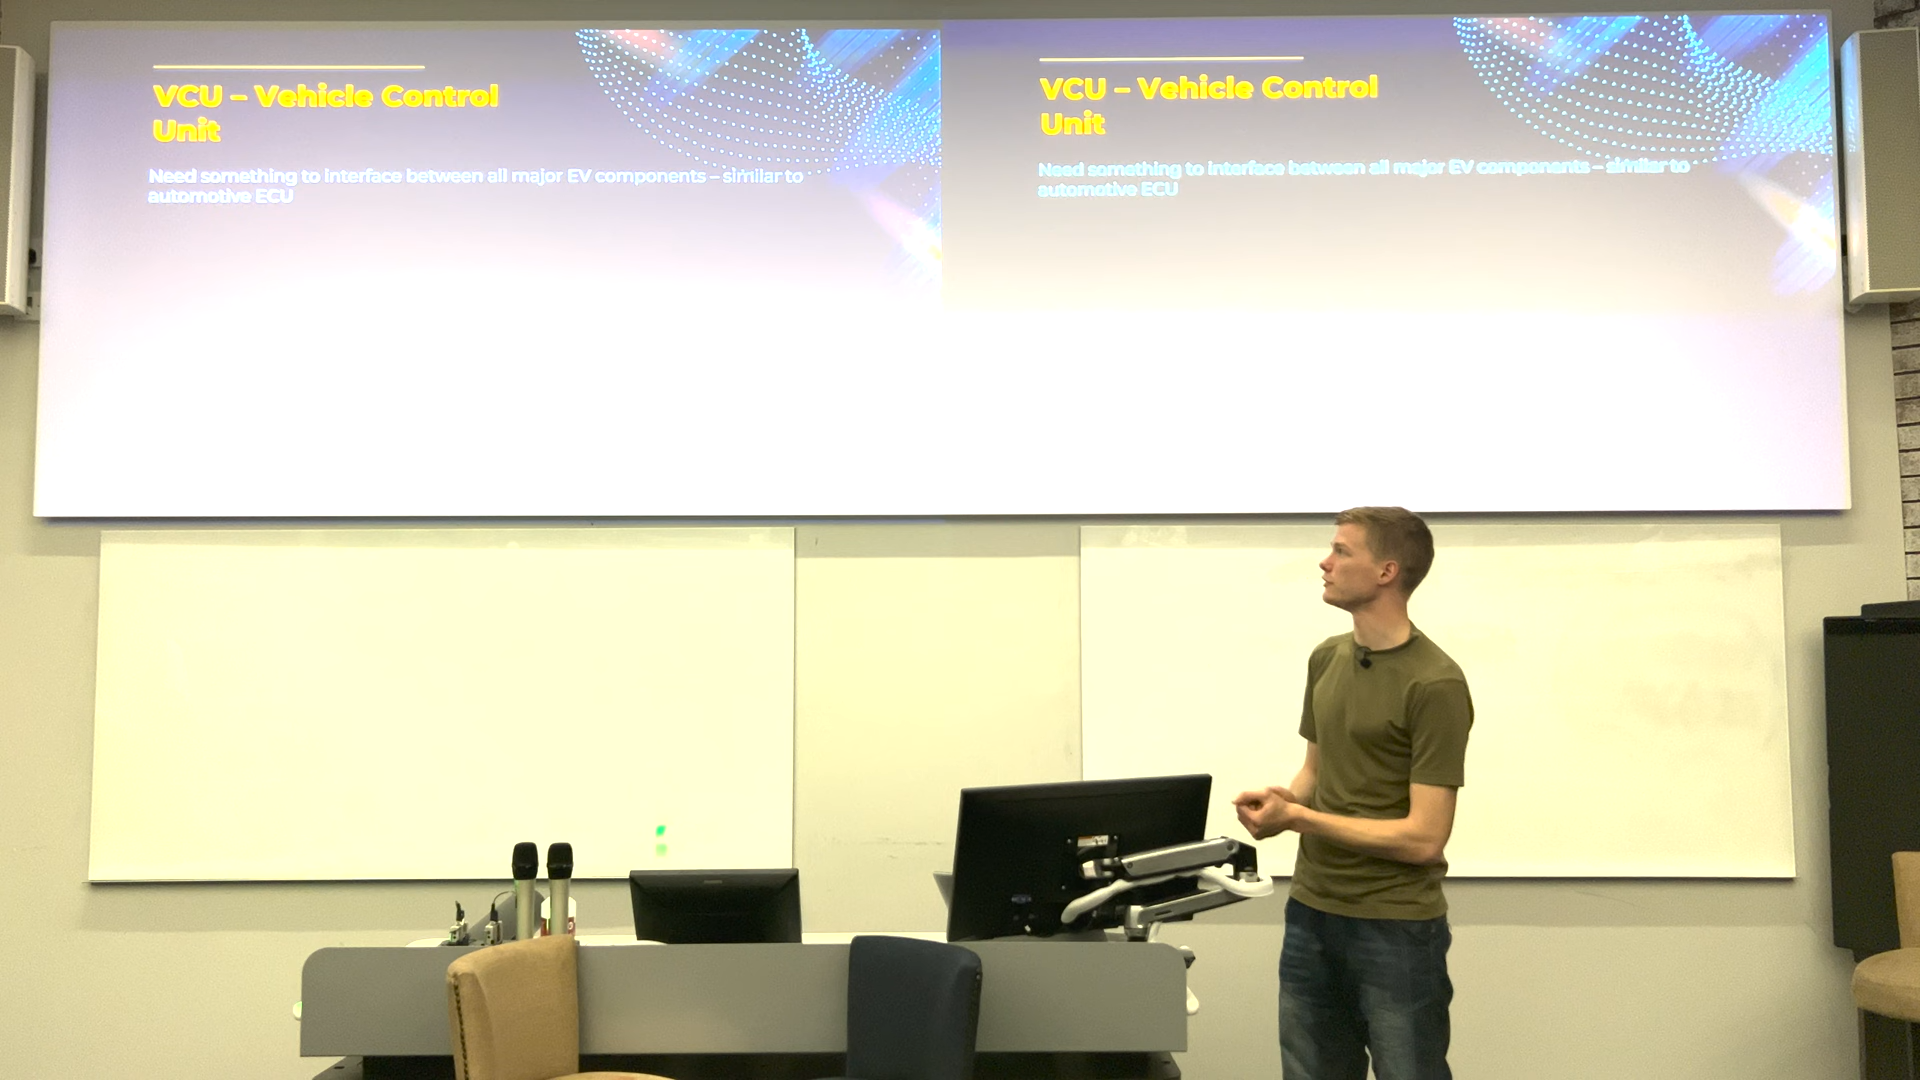 VCU – Vehicle Control
Unit
Need something to interface between all major EV components – similar to
automotive ECU
VCU – Vehicle Control
Unit
Need something to interface between all major EV components – similar to
automotive ECU